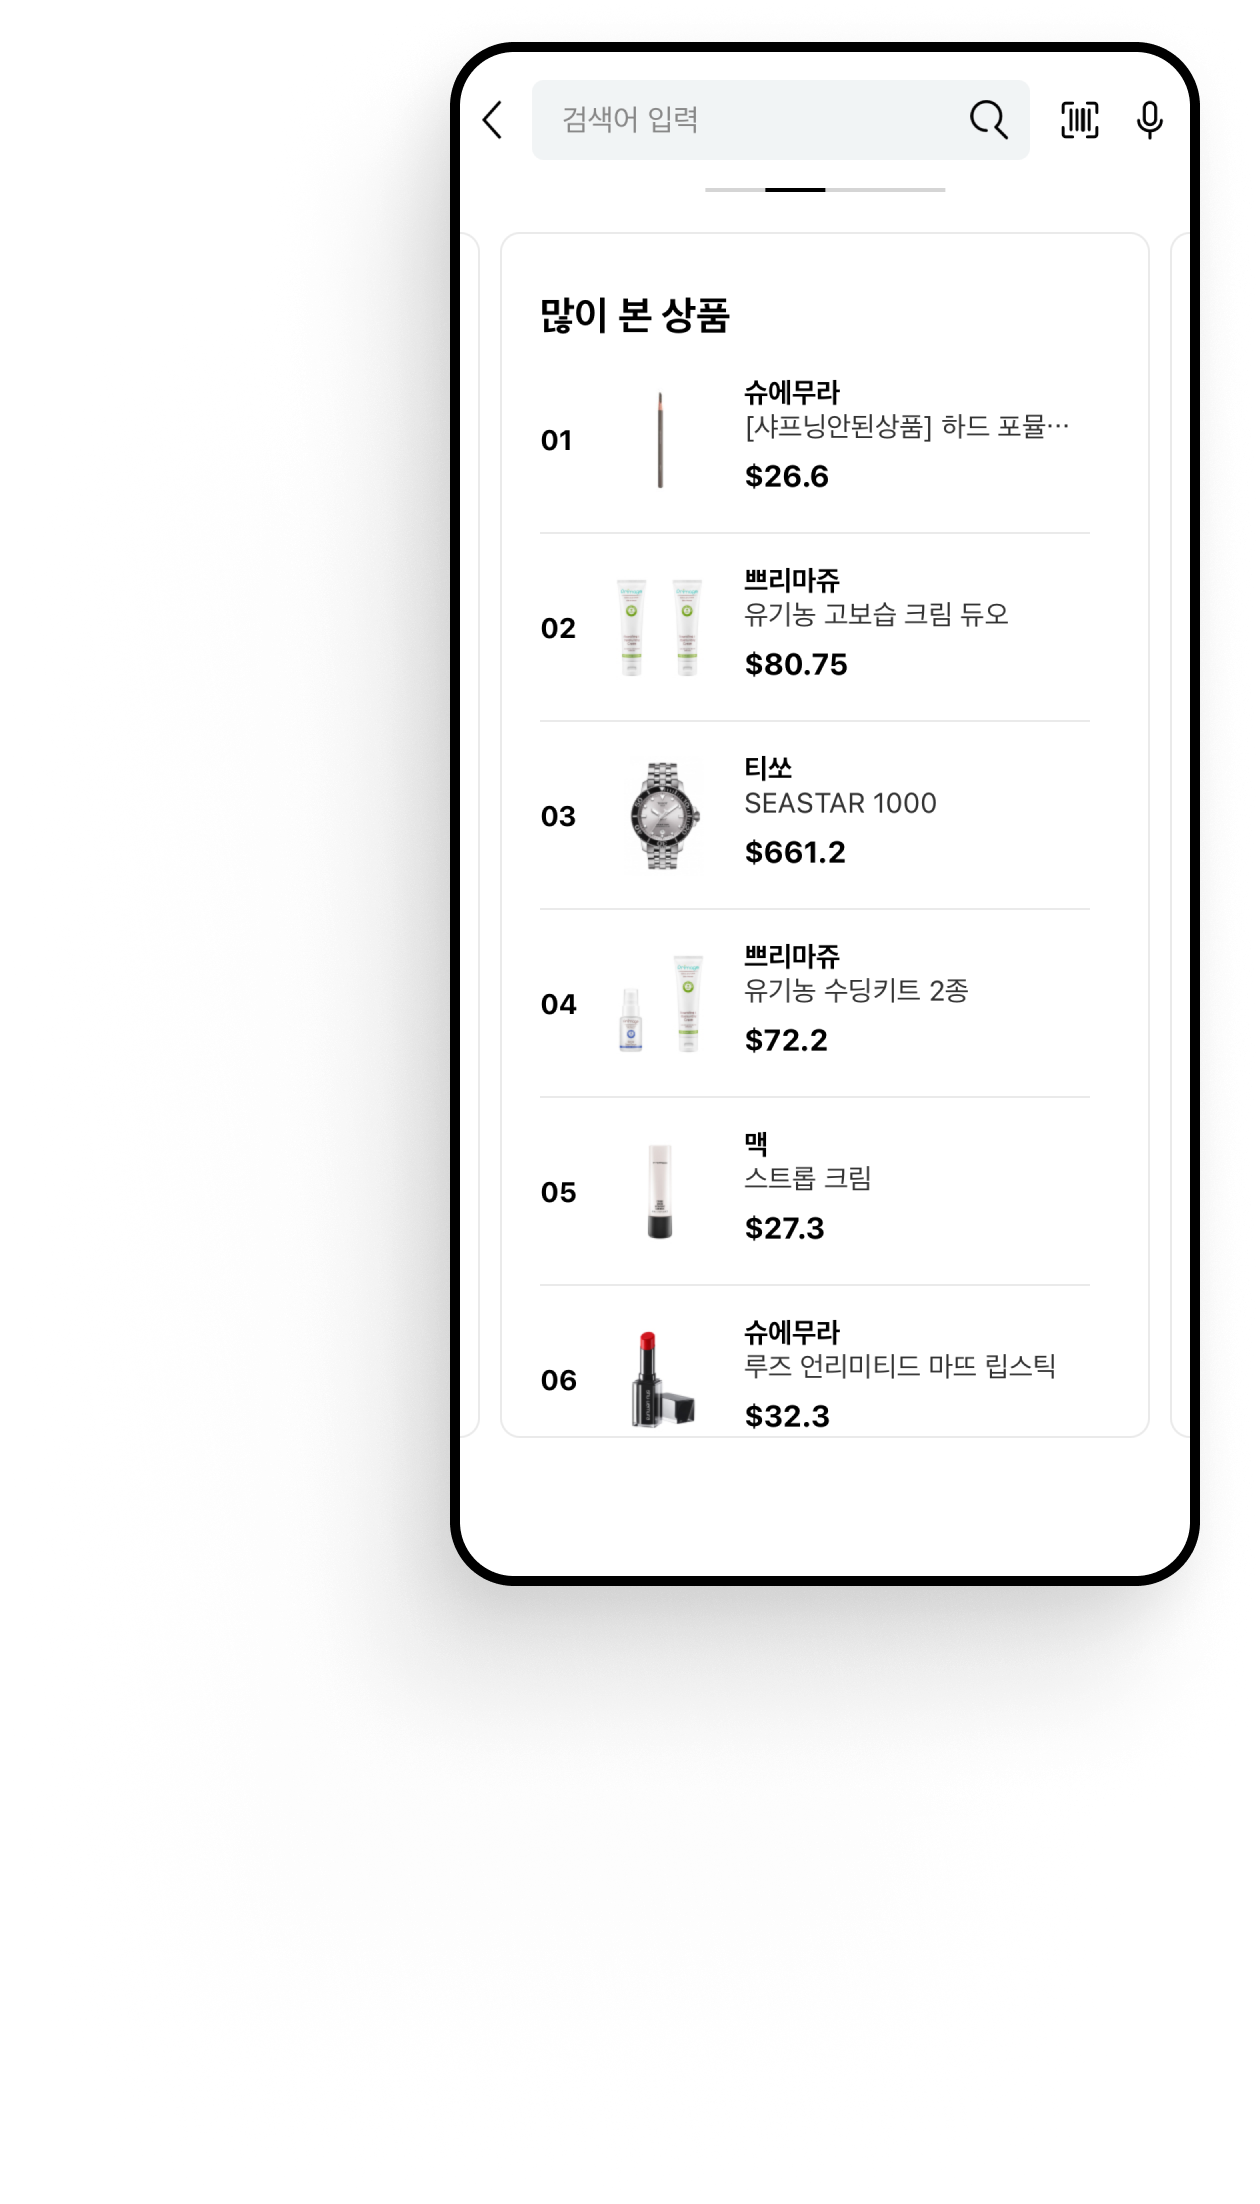 검색어 입력
많이 본 상품
01
슈에무라
[샤프닝안된상품] 하드 포뮬···
$26.6
02
쁘리마쥬
유기농 고보습 크림 듀오
$80.75
03
티쏘
SEASTAR 1000
$661.2
04
쁘리마쥬
유기농 수딩키트 2종
$72.2
05
맥
스트롭 크림
$27.3
06
슈에무라
루즈 언리미티드 마뜨 립스틱
$32.3